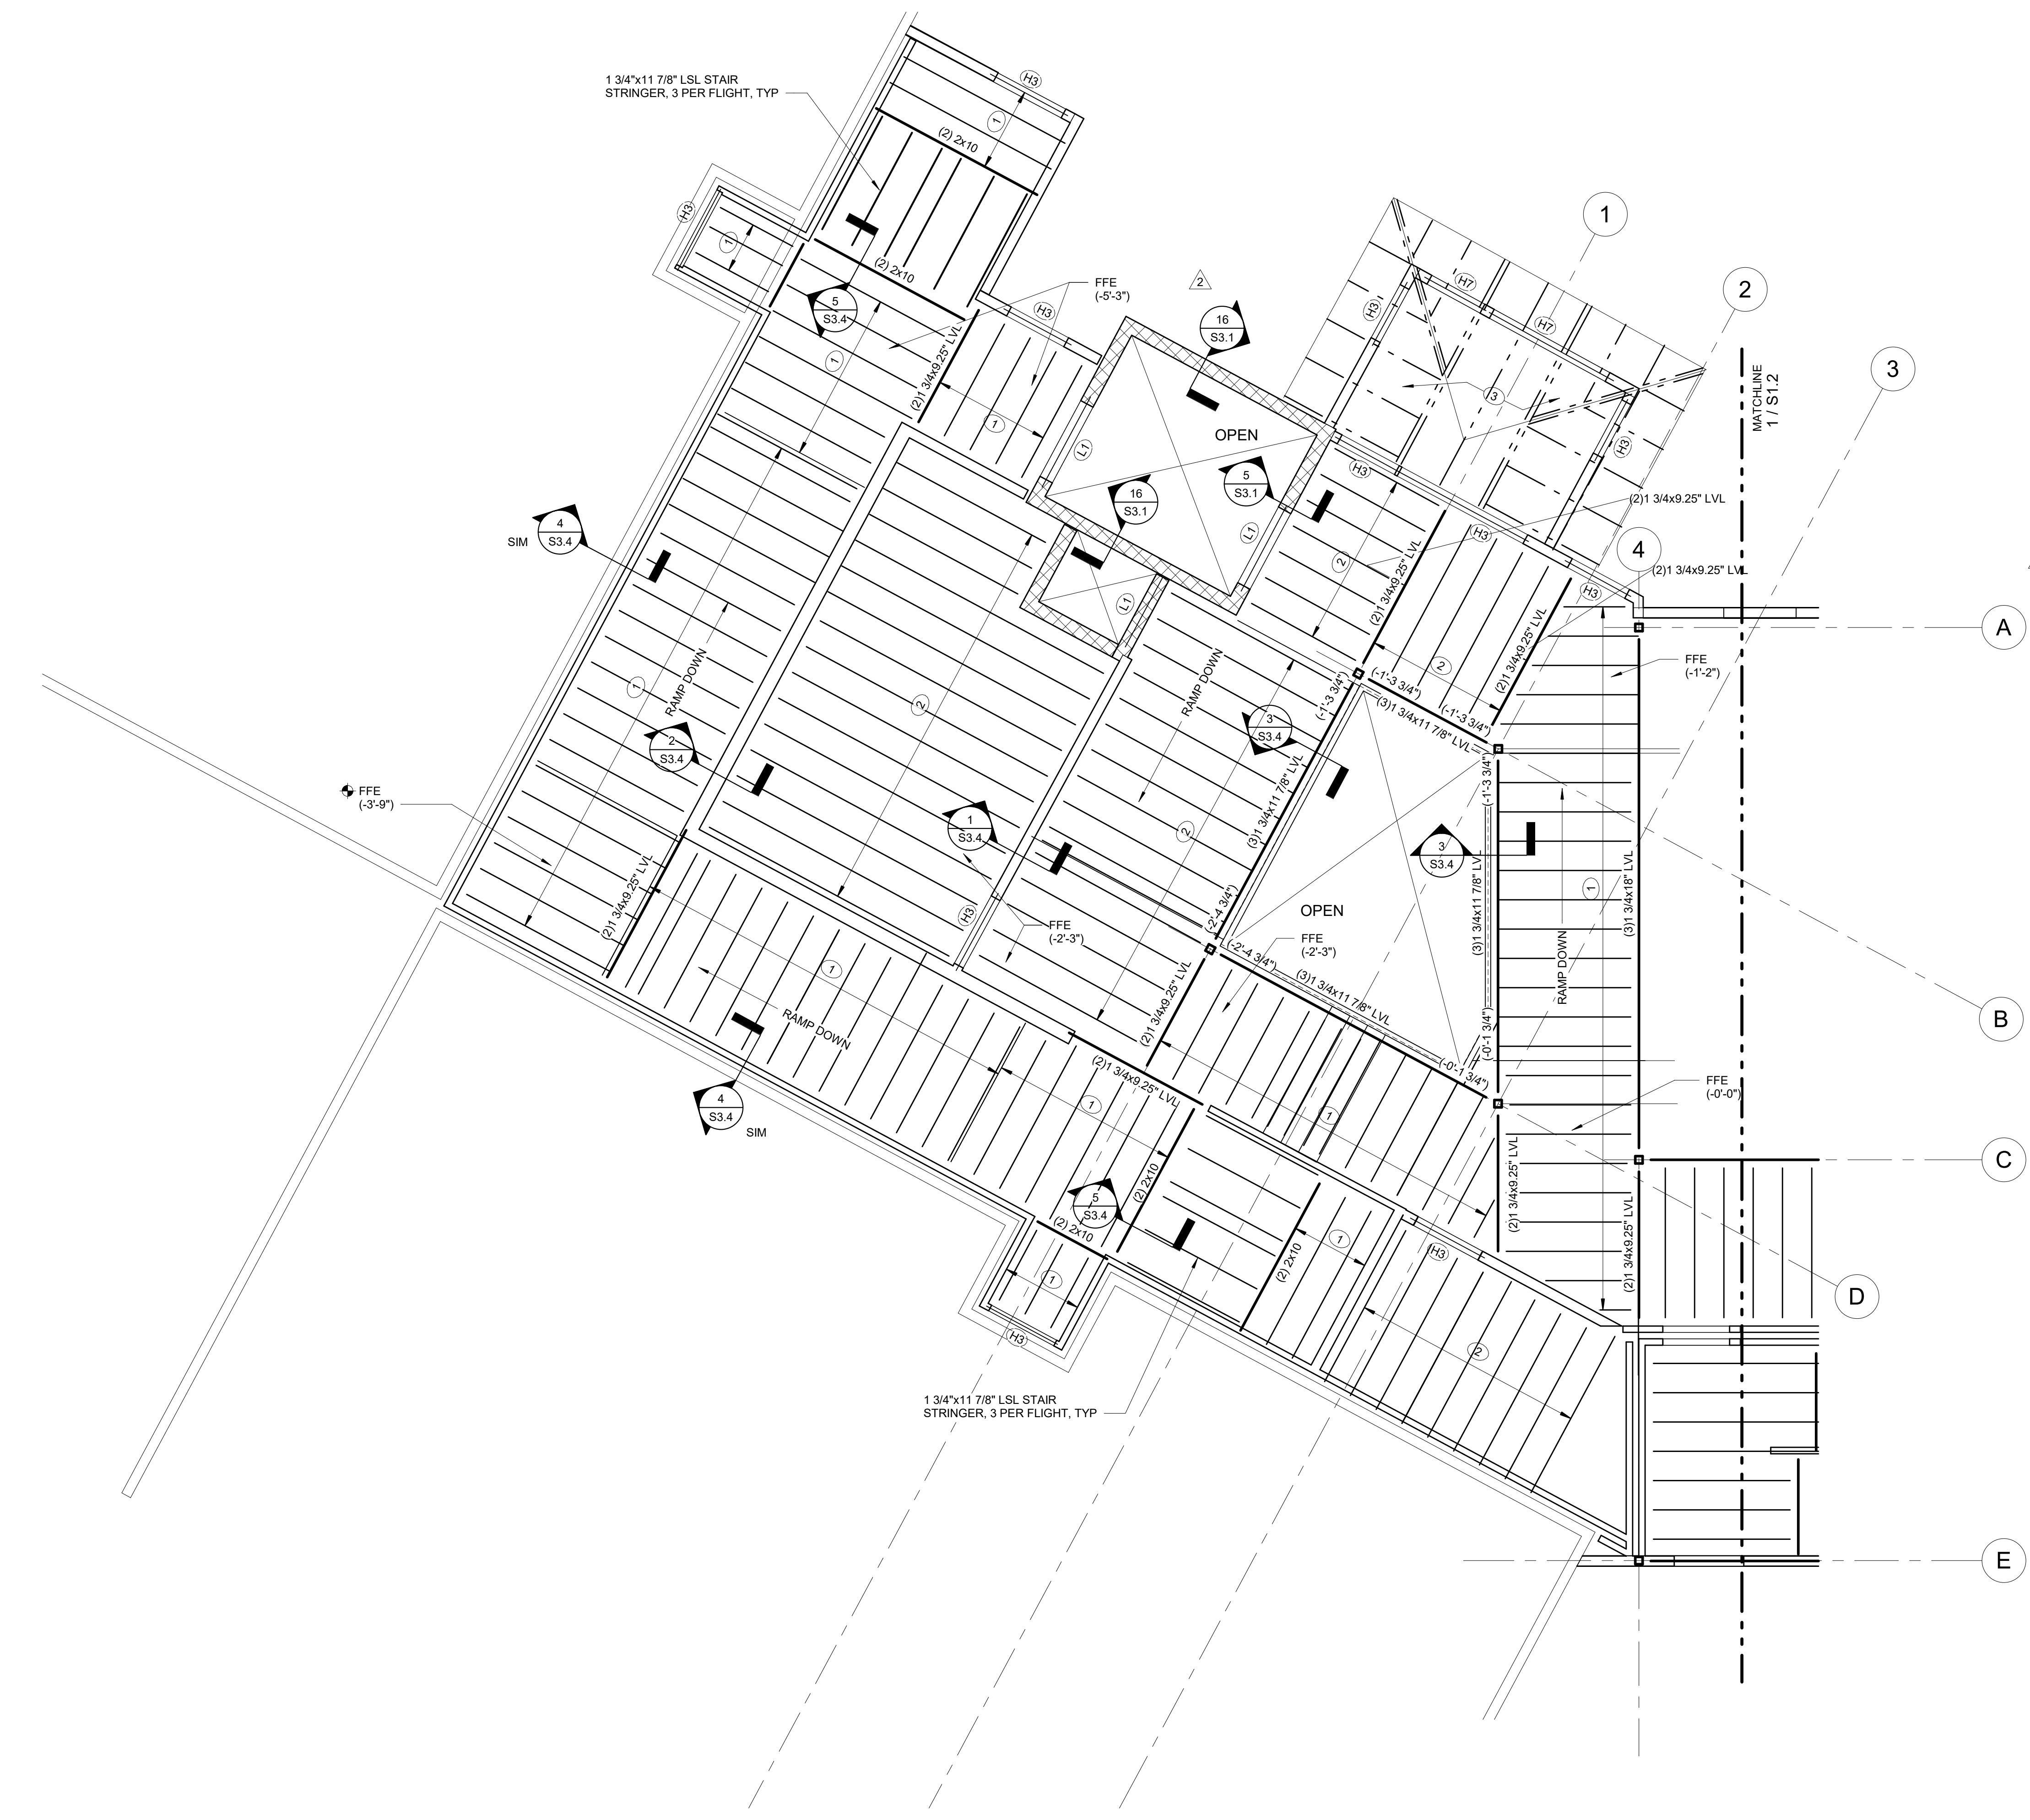 1 3/4"x11 7/8" LSL STAIR
STRINGER, 3 PER FLIGHT, TYP
H3
1
(2) 2x10
H3
1
(2) 2x10
5
S3.4
FFE
(-5'-3")
H3
1
(2)1 3/4x9.25" LVL
1
2
16
S3.1
OPEN
L1
16
S3.1
5
S3.1
L1
L1
H7
H7
H3
3
H3
H3
1
2
3
4
MATCHLINE
1 / S1.2
(2)1 3/4x9.25" LVL
H3
(2)1 3/4x9.25" LVL
H3
2
(2)1 3/4x9.25" LVL
(2)1 3/4x9.25" LVL
2
A
FFE
(-1'-2")
SIM
4
S3.4
RAMP DOWN
1
2
S3.4
2
RAMP DOWN
2
(-1'-3 3/4")
(-1'-3 3/4")
(3)1 3/4x11 7/8" LVL
(-1'-3 3/4")
(-1'-3 3/4")
3
S3.4
(3)1 3/4x11 7/8" LVL
FFE
(-3'-9")
1
S3.4
3
S3.4
(3)1 3/4x11 7/8" LVL
RAMP DOWN
1
(3)1 3/4x18" LVL
(2)1 3/4x9.25" LVL
H3
FFE
(-2'-3")
(-2'-4 3/4")
(-2'-4 3/4")
OPEN
FFE
(-2'-3")
(3)1 3/4x11 7/8" LVL
(-0'-1 3/4")
(-0'-1 3/4")
B
1
RAMP DOWN
(2)1 3/4x9.25" LVL
(2)1 3/4x9.25" LVL
1
1
FFE
(-0'-0")
4
S3.4
SIM
C
(2) 2x10
5
S3.4
(2) 2x10
1
H3
(2) 2x10
1
H3
(2)1 3/4x9.25" LVL
(2)1 3/4x9.25" LVL
D
2
1 3/4"x11 7/8" LSL STAIR
STRINGER, 3 PER FLIGHT, TYP
E